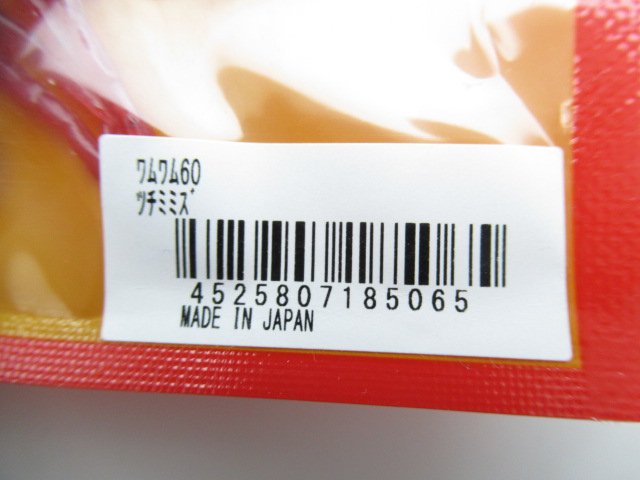 ﾜﾑﾜﾑ60
ﾂﾁﾐﾐｽﾞ
4525807185065
MADE IN JAPAN